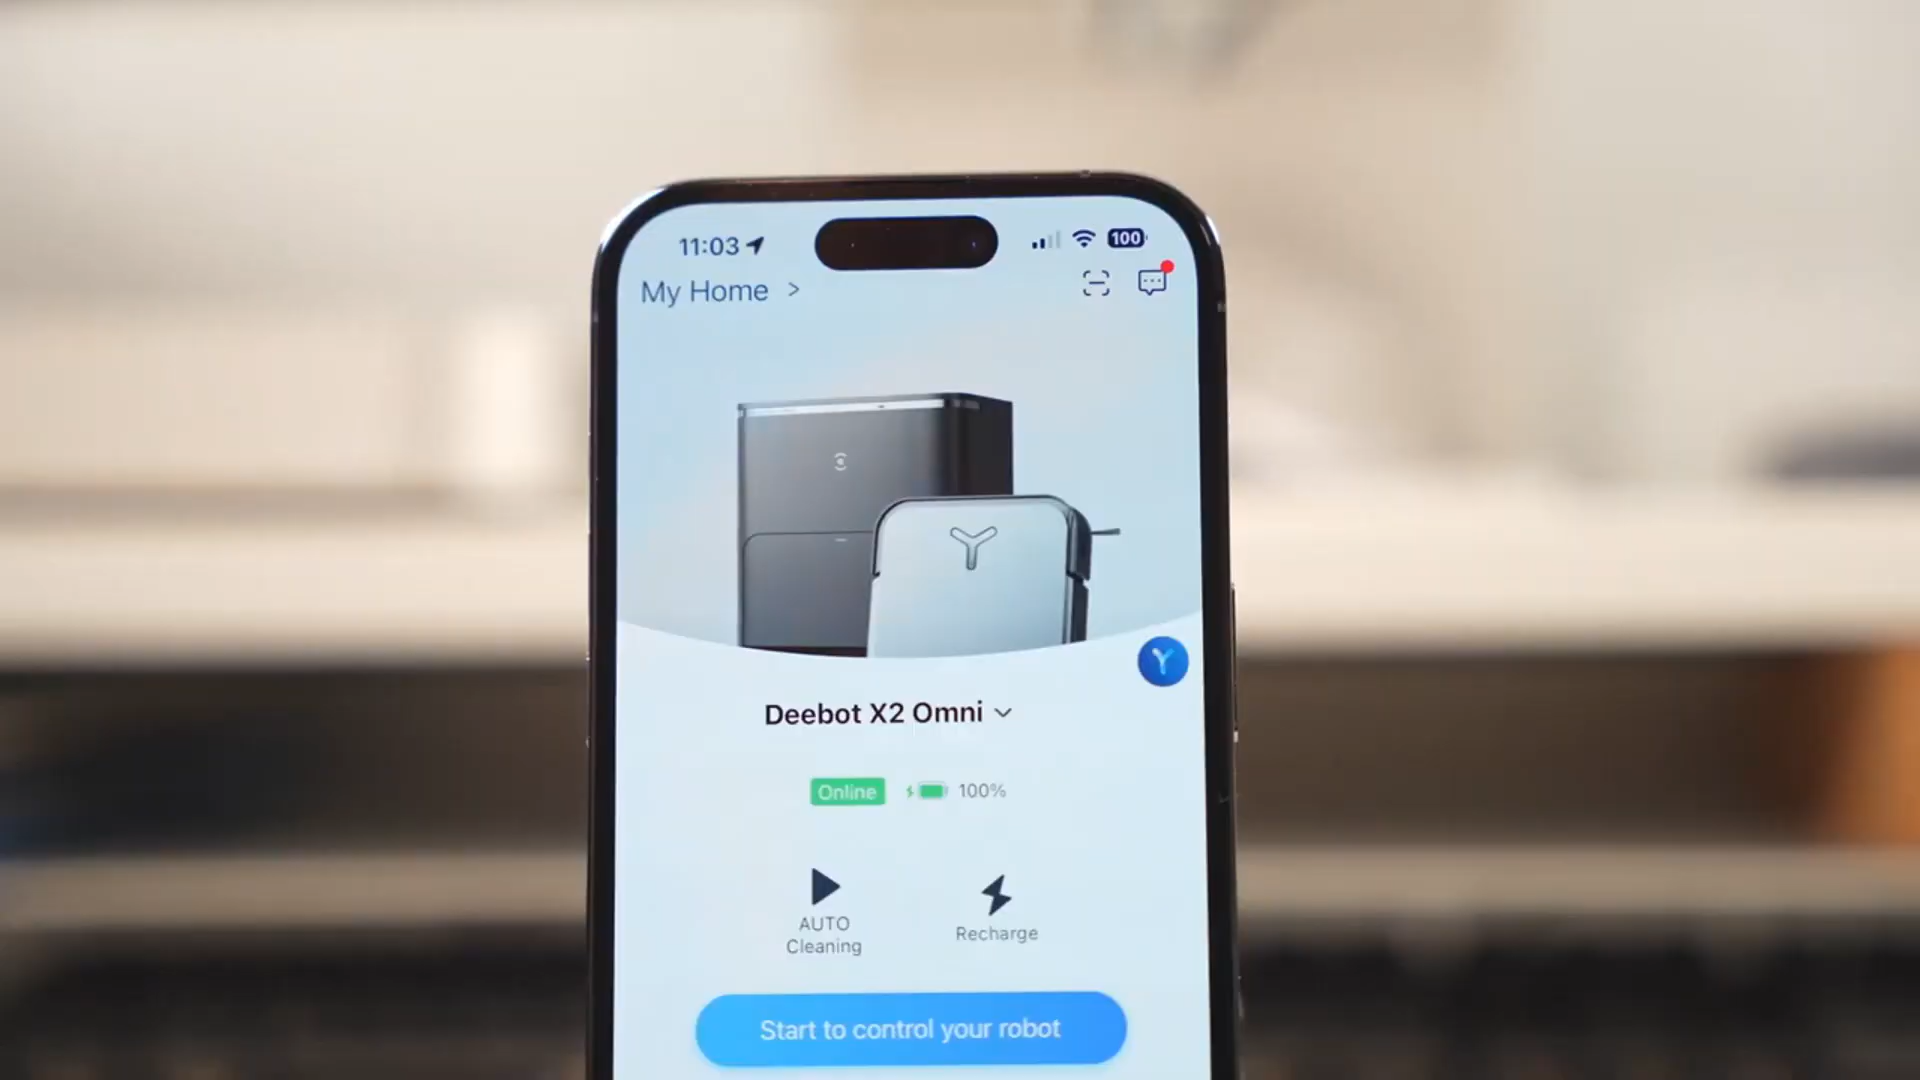 11:03
100
My Home >
Deebot X2 Omni
Online
100%
AUTO
Cleaning
Recharge
Start to control your robot